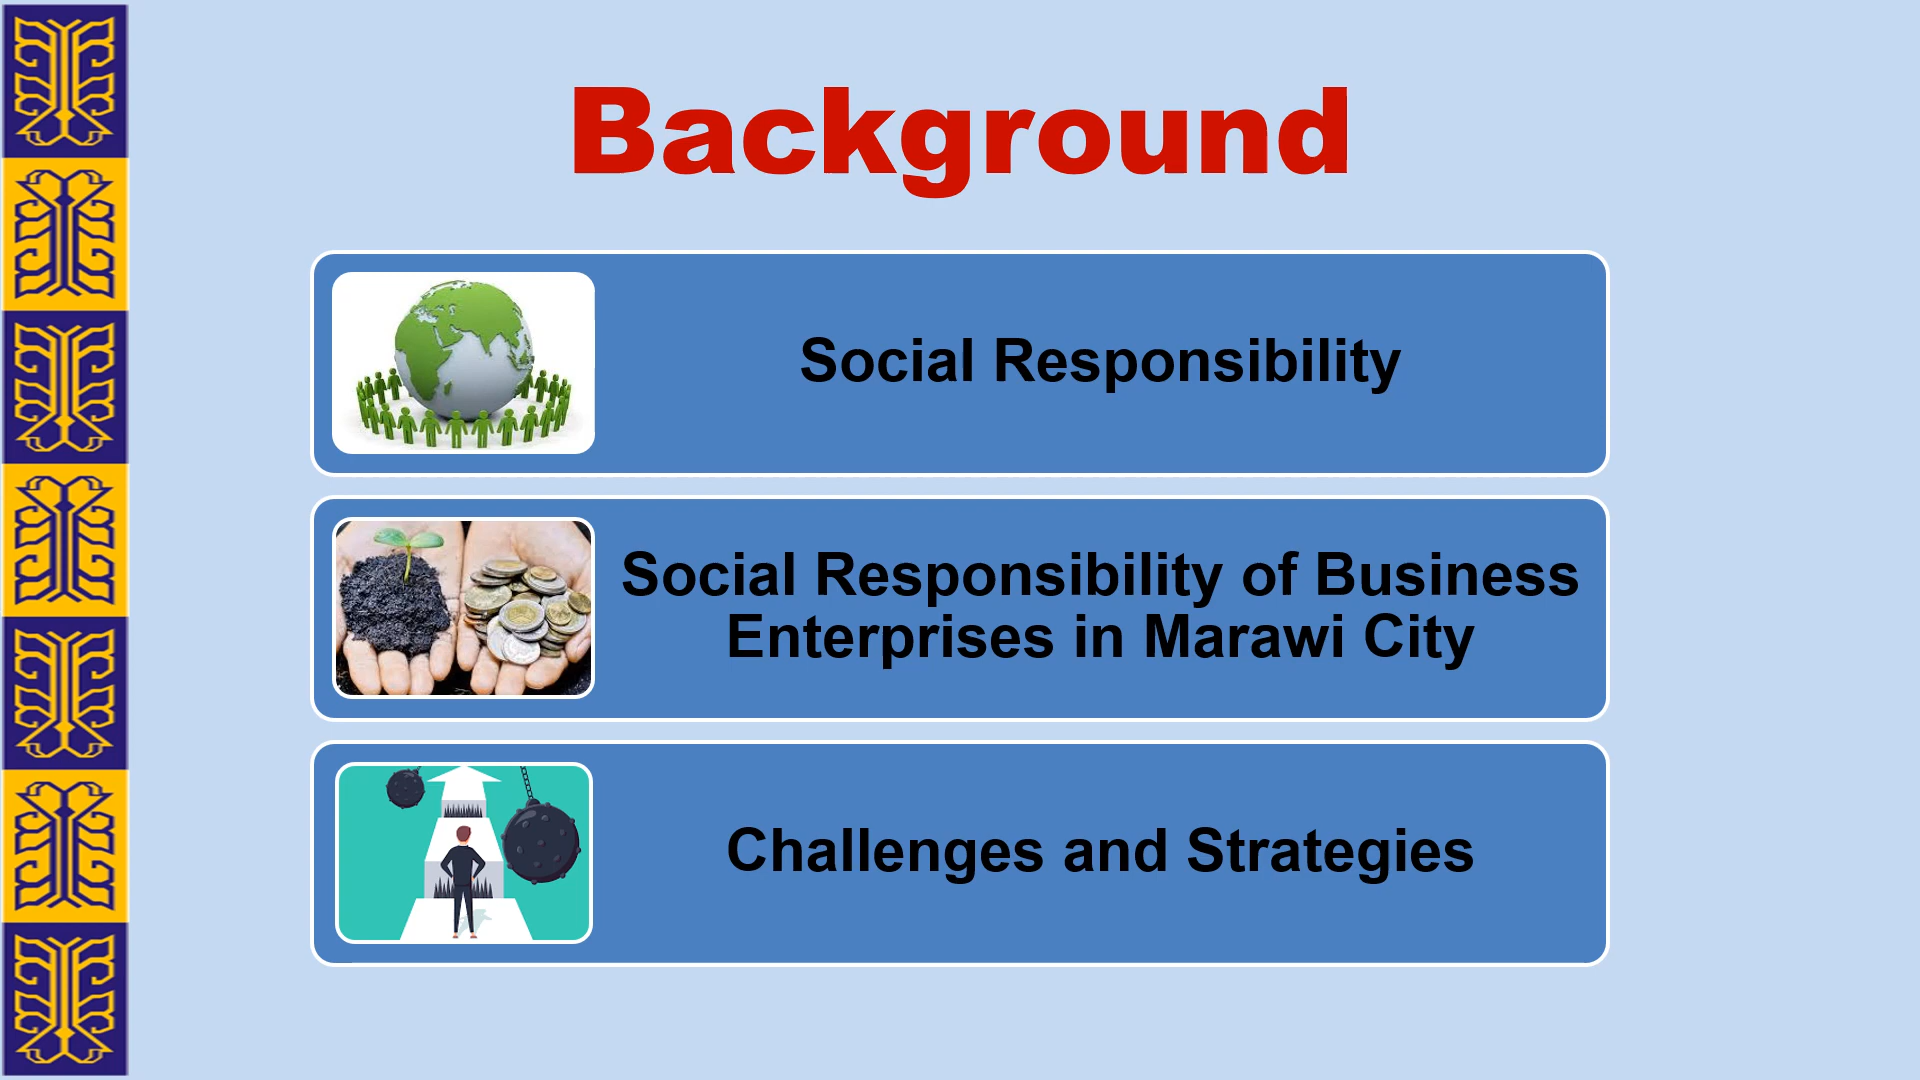 Background
Social Responsibility
Social Responsibility of Business
Enterprises in Marawi City
Challenges and Strategies